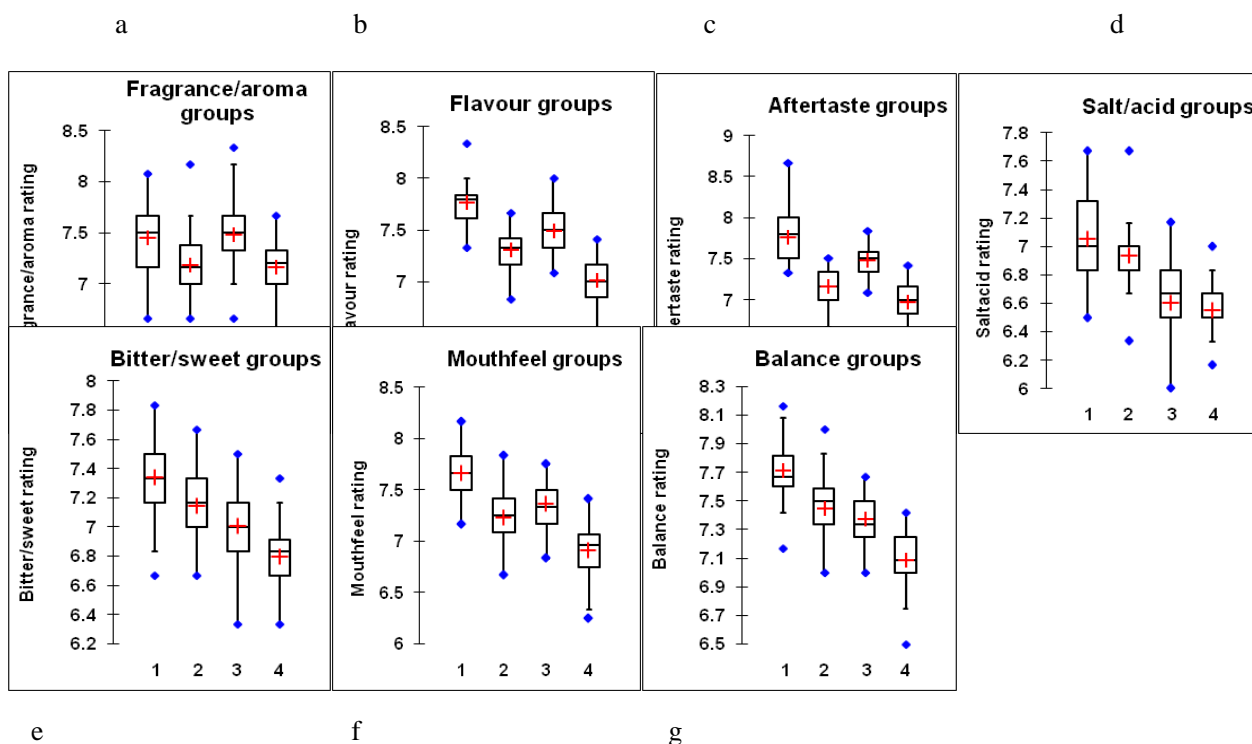 a b c d
Fragrance/aroma
groups
grance/aroma rating
8.5
8
7.5
7
Flavour groups
avour rating
8.5
8
7.5
7
Aftertaste groups
ertaste rating
9
8.5
8
7.5
7
Salt/acid groups
Saltacid rating
7.8
7.6
7.4
7.2
7
6.8
6.6
6.4
6.2
6
1 2 3 4
Bitter/sweet groups
Bitter/sweet rating
8
7.8
7.6
7.4
7.2
7
6.8
6.6
6.4
6.2
1 2 3 4
Mouthfeel groups
Mouthfeel rating
8.5
8
7.5
7
6.5
6
1 2 3 4
Balance groups
Balance rating
8.3
8.1
7.9
7.7
7.5
7.3
7.1
6.9
6.7
6.5
1 2 3 4
e f g